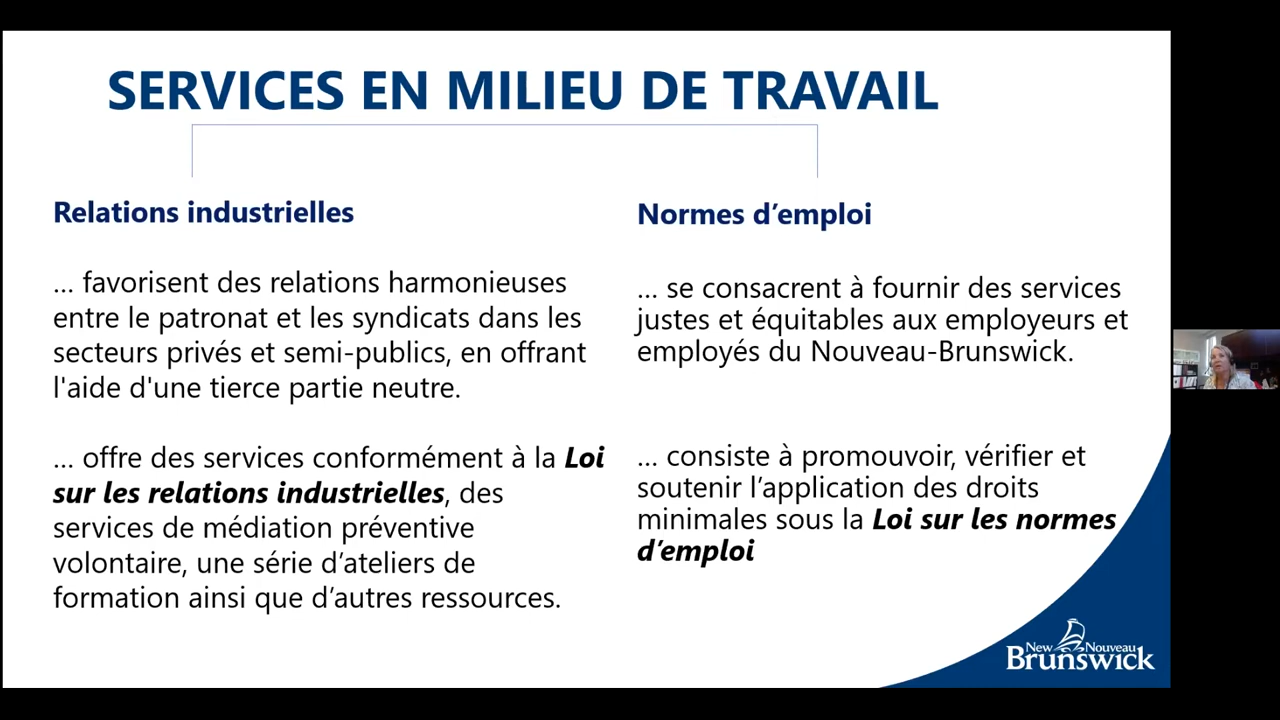 SERVICES EN MILIEU DE TRAVAIL
Relations industrielles
... favorisent des relations harmonieuses
entre le patronat et les syndicats dans les
secteurs privés et semi-publics, en offrant
l'aide d'une tierce partie neutre.
... offre des services conformément à la Loi
sur les relations industrielles, des
services de médiation préventive
volontaire, une série d’ateliers de
formation ainsi que d’autres ressources.
Normes d’emploi
... se consacrent à fournir des services
justes et équitables aux employeurs et
employés du Nouveau-Brunswick.
... consiste à promouvoir, vérifier et
soutenir l’application des droits
minimales sous la Loi sur les normes
d’emploi
New Nouveau
Brunswick